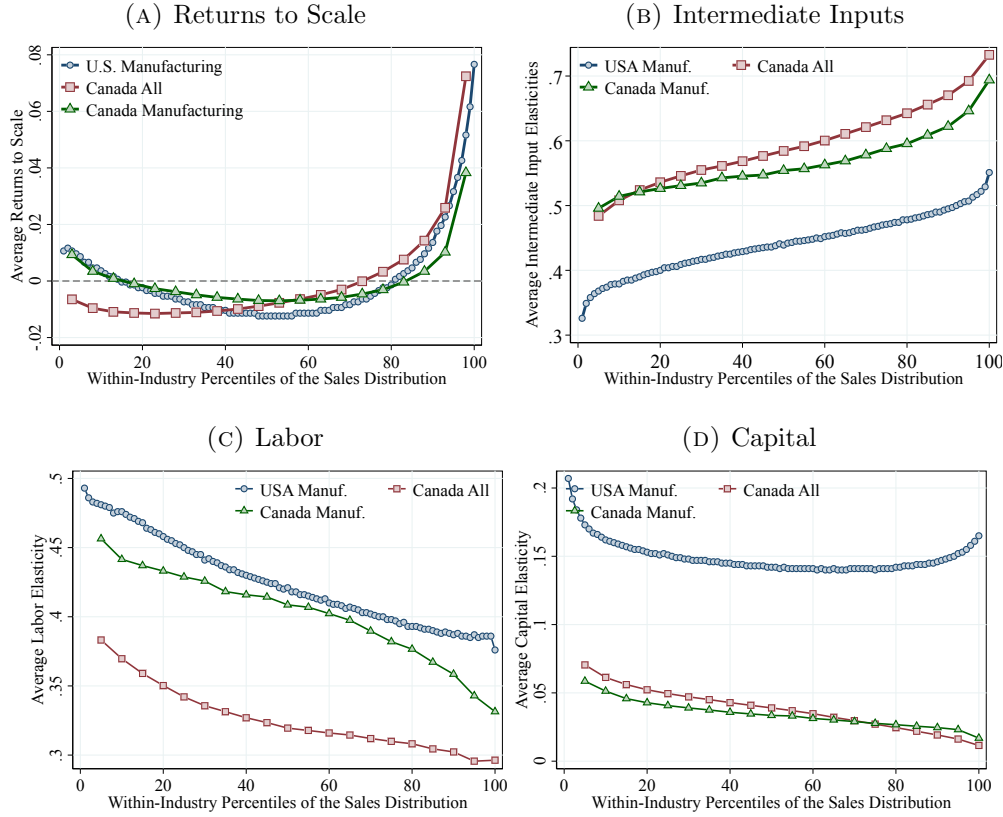 (A) Returns to Scale
Average Returns to Scale
.08
.06
.04
.02
0
-.02
U.S. Manufacturing
Canada All
Canada Manufacturing
0 20 40 60 80 100
Within-Industry Percentiles of the Sales Distribution
(B) Intermediate Inputs
Average Intermediate Input Elasticities
.7
.6
.5
.4
.3
USA Manuf. Canada All
Canada Manuf.
0 20 40 60 80 100
Within-Industry Percentiles of the Sales Distribution
(C) Labor
Average Labor Elasticity
.5
.45
.4
.35
.3
USA Manuf. Canada All
Canada Manuf.
0 20 40 60 80 100
Within-Industry Percentiles of the Sales Distribution
(D) Capital
Average Capital Elasticity
.2
.15
.1
.05
0
USA Manuf. Canada All
Canada Manuf.
0 20 40 60 80 100
Within-Industry Percentiles of the Sales Distribution